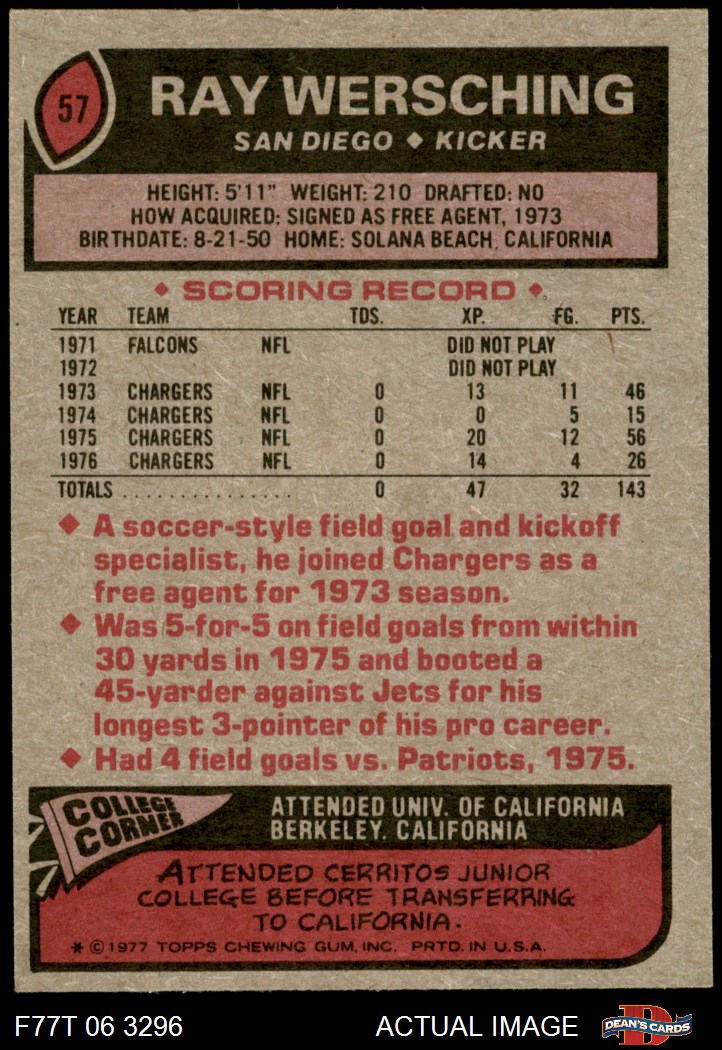 57
RAY WERSCHING
SAN DIEGO ◆ KICKER
HEIGHT: 5'11" WEIGHT: 210 DRAFTED: NO
HOW ACQUIRED: SIGNED AS FREE AGENT, 1973
BIRTHDATE: 8-21-50 HOME: SOLANA BEACH, CALIFORNIA
◆ SCORING RECORD ◆
YEAR TEAM TDS. XP. FG. PTS.
1971 FALCONS NFL DID NOT PLAY
1972 DID NOT PLAY
1973 CHARGERS NFL 0 13 11 46
1974 CHARGERS NFL 0 0 5 15
1975 CHARGERS NFL 0 20 12 56
1976 CHARGERS NFL 0 14 4 26
TOTALS ............... 0 47 32 143
◆ A soccer-style field goal and kickoff
specialist, he joined Chargers as a
free agent for 1973 season.
◆ Was 5-for-5 on field goals from within
30 yards in 1975 and booted a
45-yarder against Jets for his
longest 3-pointer of his pro career.
◆ Had 4 field goals vs. Patriots, 1975.
COLLEGE
CORNER
ATTENDED UNIV. OF CALIFORNIA
BERKELEY, CALIFORNIA
ATTENDED CERRITOS JUNIOR
COLLEGE BEFORE TRANSFERRING
TO CALIFORNIA.
* ©1977 TOPPS CHEWING GUM, INC. PRTD. IN U.S.A.
F77T 06 3296 ACTUAL IMAGE D DEAN'S CARDS